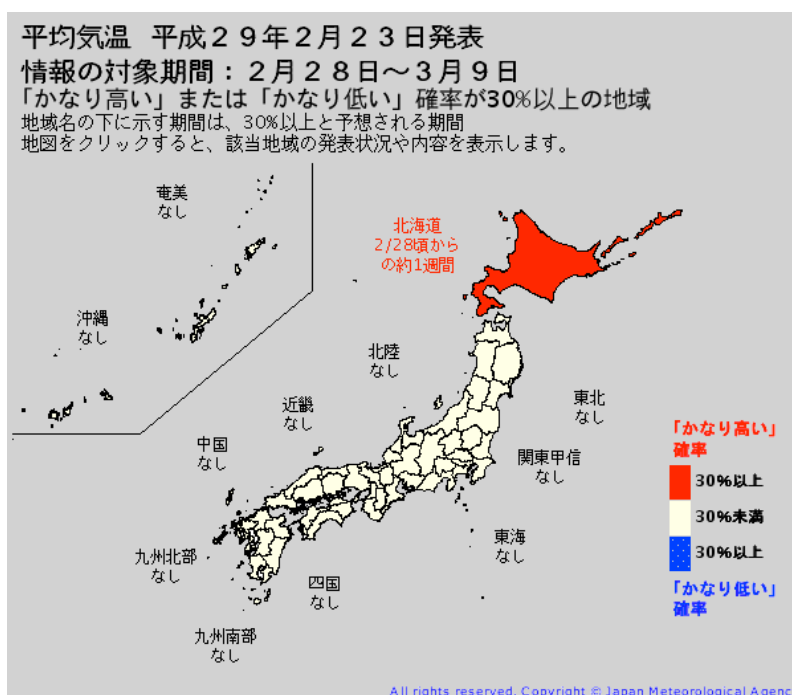 平均気温 平成２９年２月２３日発表
情報の対象期間：２月２８日～３月９日
「かなり高い」または「かなり低い」確率が30%以上の地域
地域名の下に示す期間は、30%以上と予想される期間
地図をクリックすると、該当地域の発表状況や内容を表示します。
奄美
なし
北海道
2/28頃から
の約1週間
沖縄
なし
北陸
なし
近畿
なし
東北
なし
中国
なし
関東甲信
なし
東海
なし
九州北部
なし
四国
なし
九州南部
なし
「かなり高い」
確率
30%以上
30%未満
30%以上
「かなり低い」
確率
All rights reserved. Copyright © Japan Meteorological Agenc